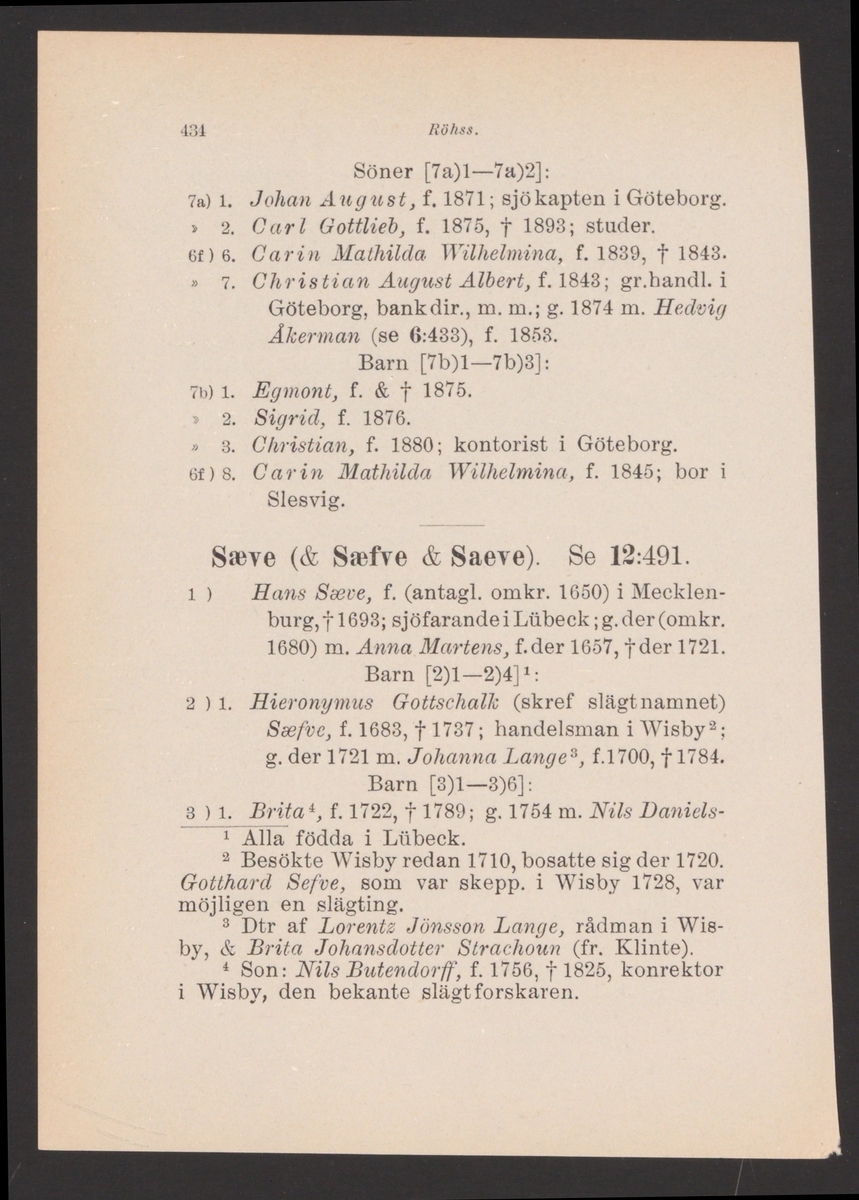 434 Röhss.
Söner [7a)1—7a)2]:
7a) 1. Johan August, f. 1871; sjökapten i Göteborg.
» 2. Carl Gottlieb, f. 1875, † 1893; studer.
6f) 6. Carin Mathilda Wilhelmina, f. 1839, † 1843.
» 7. Christian August Albert, f. 1843; gr.handl. i
Göteborg, bankdir., m. m.; g. 1874 m. Hedvig
Åkerman (se 6:433), f. 1853.
Barn [7b)1—7b)3]:
7b) 1. Egmont, f. & † 1875.
» 2. Sigrid, f. 1876.
» 3. Christian, f. 1880; kontorist i Göteborg.
6f) 8. Carin Mathilda Wilhelmina, f. 1845; bor i
Slesvig.
Sæve (& Sæfve & Saeve). Se 12:491.
1 ) Hans Sæve, f. (antagl. omkr. 1650) i Mecklen-
burg, † 1693; sjöfarande i Lübeck; g. der (omkr.
1680) m. Anna Martens, f. der 1657, † der 1721.
Barn [2)1—2)4]¹:
2 ) 1. Hieronymus Gottschalk (skref slägtnamnet)
Sæfve, f. 1683, † 1737; handelsman i Wisby²;
g. der 1721 m. Johanna Lange³, f. 1700, † 1784.
Barn [3)1—3)6]:
3 ) 1. Brita⁴, f. 1722, † 1789; g. 1754 m. Nils Daniels-
¹ Alla födda i Lübeck.
² Besökte Wisby redan 1710, bosatte sig der 1720.
Gotthard Sefve, som var skepp. i Wisby 1728, var
möjligen en slägting.
³ Dtr af Lorentz Jönsson Lange, rådman i Wis-
by, & Brita Johansdotter Strachoun (fr. Klinte).
⁴ Son: Nils Butendorff, f. 1756, † 1825, konrektor
i Wisby, den bekante slägtforskaren.